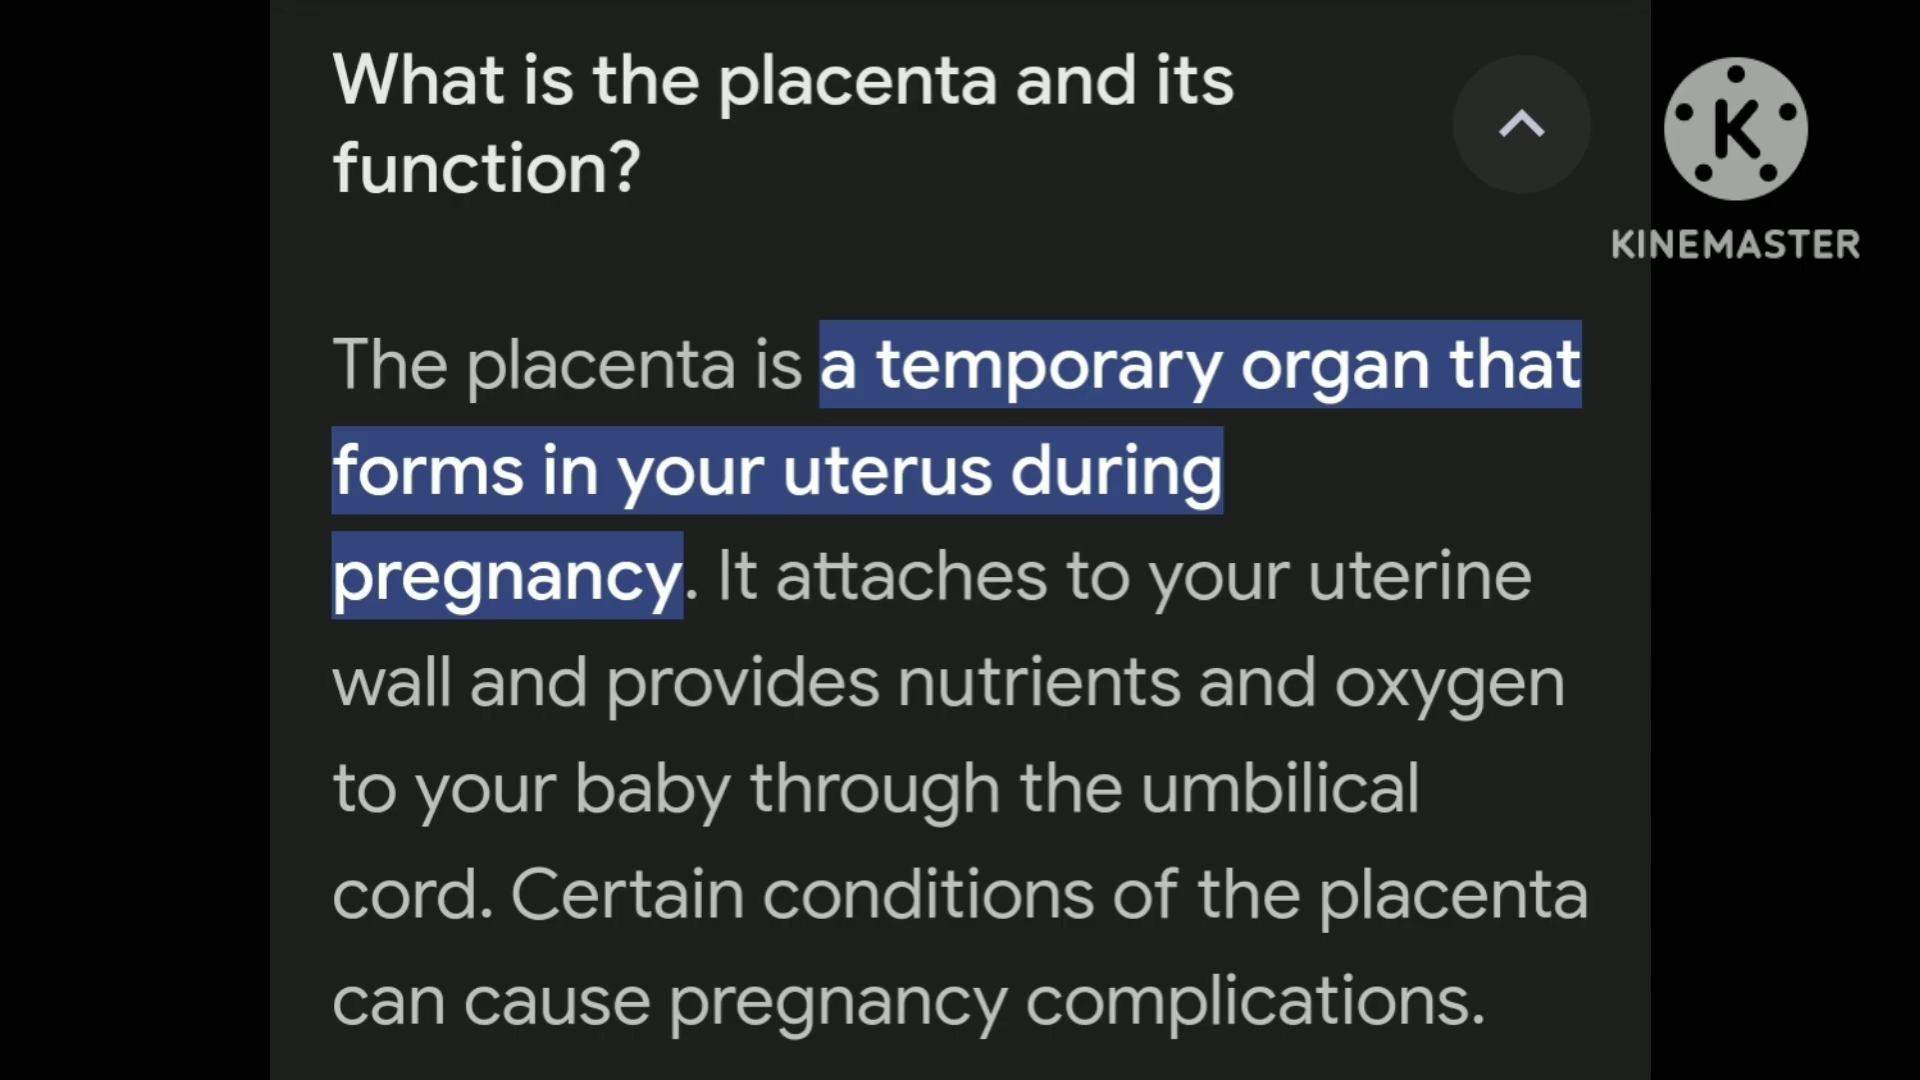 What is the placenta and its
function?
K
KINEMASTER
The placenta is a temporary organ that
forms in your uterus during
pregnancy. It attaches to your uterine
wall and provides nutrients and oxygen
to your baby through the umbilical
cord. Certain conditions of the placenta
can cause pregnancy complications.